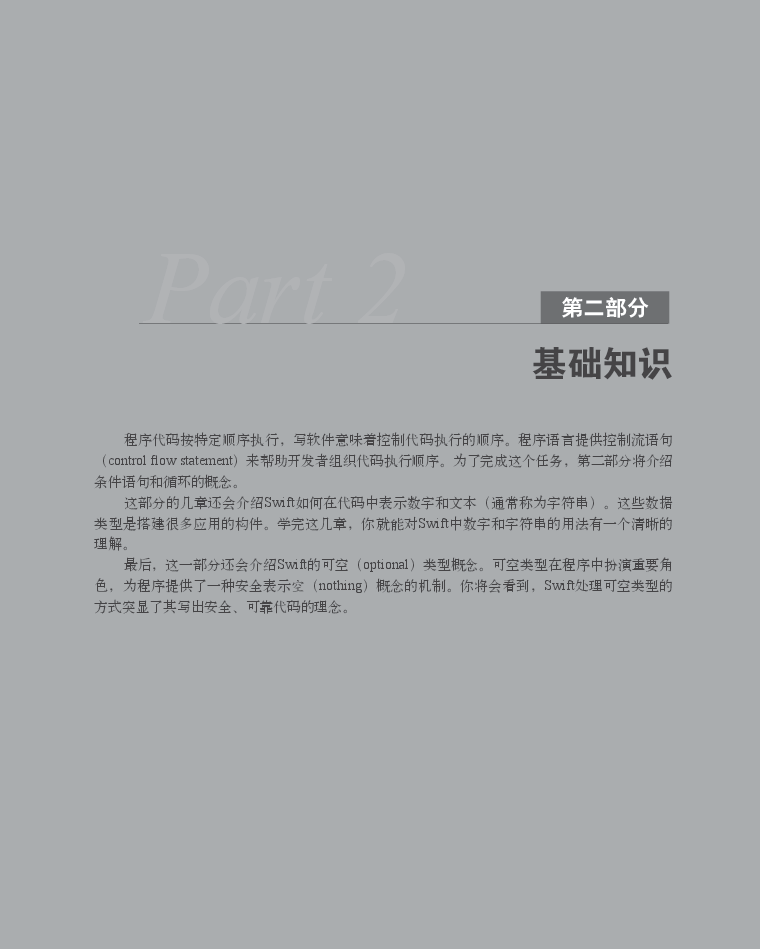 Part 2
第二部分
基础知识
程序代码按特定顺序执行，写软件意味着控制代码执行的顺序。程序语言提供控制流语句
（control flow statement）来帮助开发者组织代码执行顺序。为了完成这个任务，第二部分将介绍
条件语句和循环的概念。
这部分的几章还会介绍Swift如何在代码中表示数字和文本（通常称为字符串）。这些数据
类型是搭建很多应用的构件。学完这几章，你就能对Swift中数字和字符串的用法有一个清晰的
理解。
最后，这一部分还会介绍Swift的可空（optional）类型概念。可空类型在程序中扮演重要角
色，为程序提供了一种安全表示空（nothing）概念的机制。你将会看到，Swift处理可空类型的
方式突显了其写出安全、可靠代码的理念。